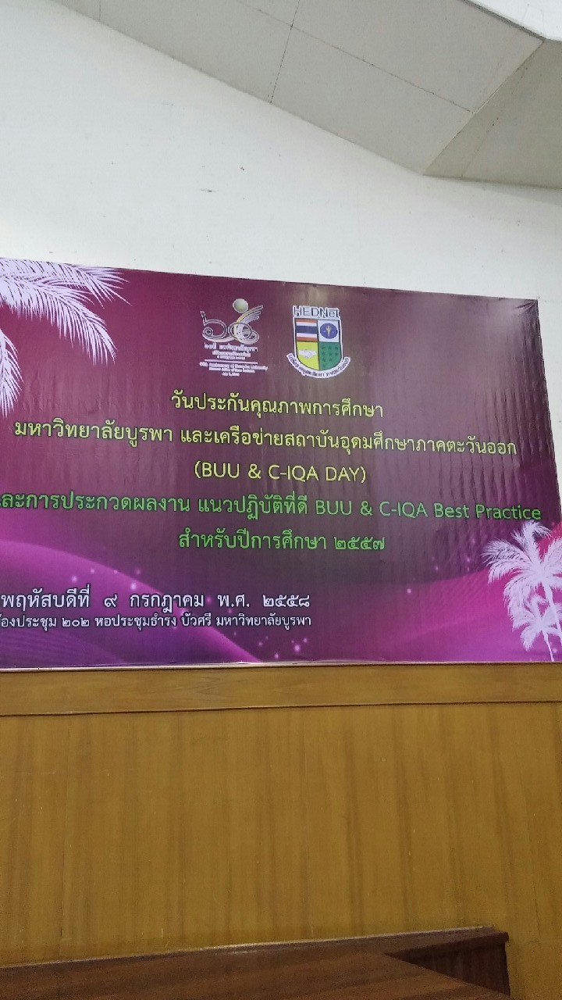 HEDNet
วันประกันคุณภาพการศึกษา
มหาวิทยาลัยบูรพา และเครือข่ายสถาบันอุดมศึกษาภาคตะวันออก
(BUU & C-IQA DAY)
ละการประกวดผลงาน แนวปฏิบัติที่ดี BUU & C-IQA Best Practice
สำหรับปีการศึกษา ๒๕๕๗
พฤหัสบดีที่ ๙ กรกฎาคม พ.ศ. ๒๕๕๘
องประชุม ๒๐๒ หอประชุมธำรง บัวศรี มหาวิทยาลัยบูรพา